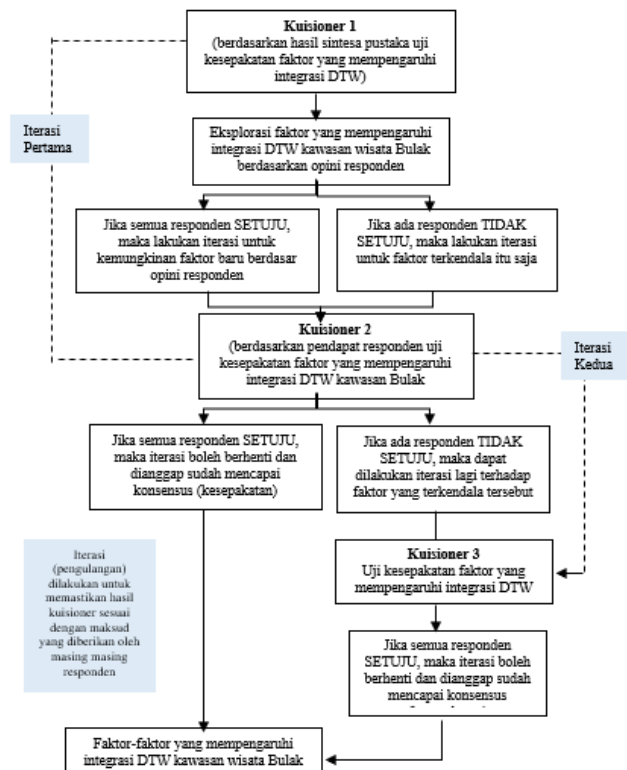 Kuisioner 1
(berdasarkan hasil sintesa pustaka uji
kesepakatan faktor yang mempengaruhi
integrasi DTW)
Iterasi
Pertama
Eksplorasi faktor yang mempengaruhi
integrasi DTW kawasan wisata Bulak
berdasarkan opini responden
Jika semua responden SETUJU,
maka lakukan iterasi untuk
kemungkinan faktor baru berdasar
opini responden
Jika ada responden TIDAK
SETUJU, maka lakukan iterasi
untuk faktor terkendala itu saja
Kuisioner 2
(berdasarkan pendapat responden uji
kesepakatan faktor yang mempengaruhi
integrasi DTW kawasan Bulak
Iterasi
Kedua
Jika semua responden SETUJU,
maka iterasi boleh berhenti dan
dianggap sudah mencapai
konsensus (kesepakatan)
Jika ada responden TIDAK
SETUJU, maka dapat
dilakukan iterasi lagi terhadap
faktor yang terkendala tersebut
Iterasi
(pengulangan)
dilakukan untuk
memastikan hasil
kuisioner sesuai
dengan maksud
yang diberikan oleh
masing masing
responden
Kuisioner 3
Uji kesepakatan faktor yang
mempengaruhi integrasi DTW
Jika semua responden
SETUJU, maka iterasi boleh
berhenti dan dianggap sudah
mencapai konsensus
Faktor-faktor yang mempengaruhi
integrasi DTW kawasan wisata Bulak